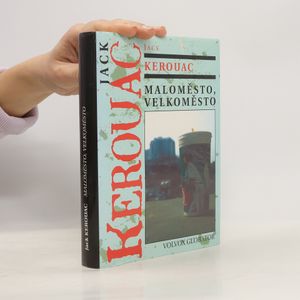 Jack KEROUAC MALOMĚSTO, VELKOMĚSTO
JACK
KEROUAC
JACK
KEROUAC
MALOMĚSTO,
VELKOMĚSTO
VOLVOX GLOBATOR